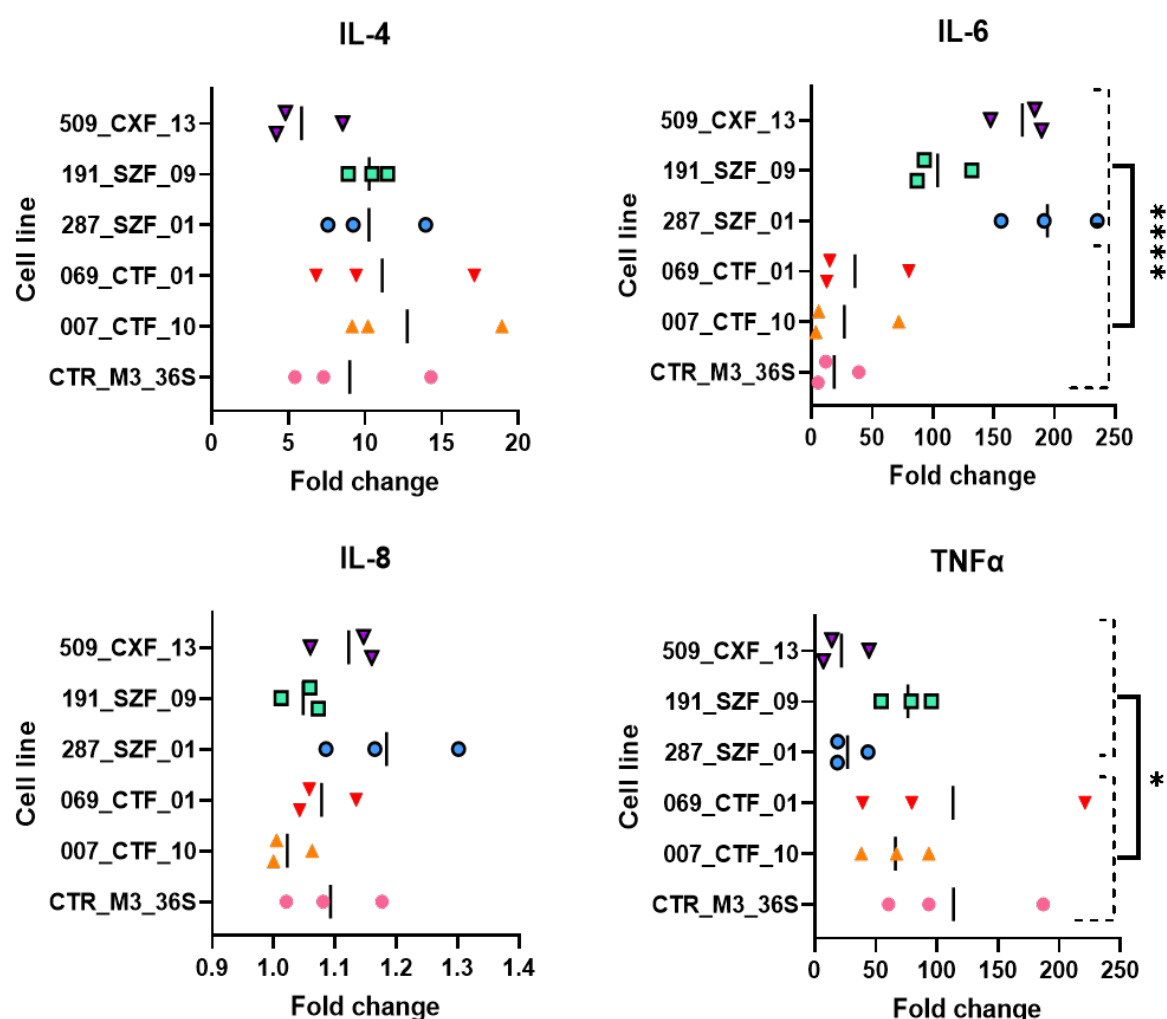 IL-4
Cell line
509_CXF_13
191_SZF_09
287_SZF_01
069_CTF_01
007_CTF_10
CTR_M3_36S
0 5 10 15 20
Fold change
IL-6
Cell line
509_CXF_13
191_SZF_09
287_SZF_01
069_CTF_01
007_CTF_10
CTR_M3_36S
0 50 100 150 200 250
Fold change
****
IL-8
Cell line
509_CXF_13
191_SZF_09
287_SZF_01
069_CTF_01
007_CTF_10
CTR_M3_36S
0.9 1.0 1.1 1.2 1.3 1.4
Fold change
TNFα
Cell line
509_CXF_13
191_SZF_09
287_SZF_01
069_CTF_01
007_CTF_10
CTR_M3_36S
0 50 100 150 200 250
Fold change
*